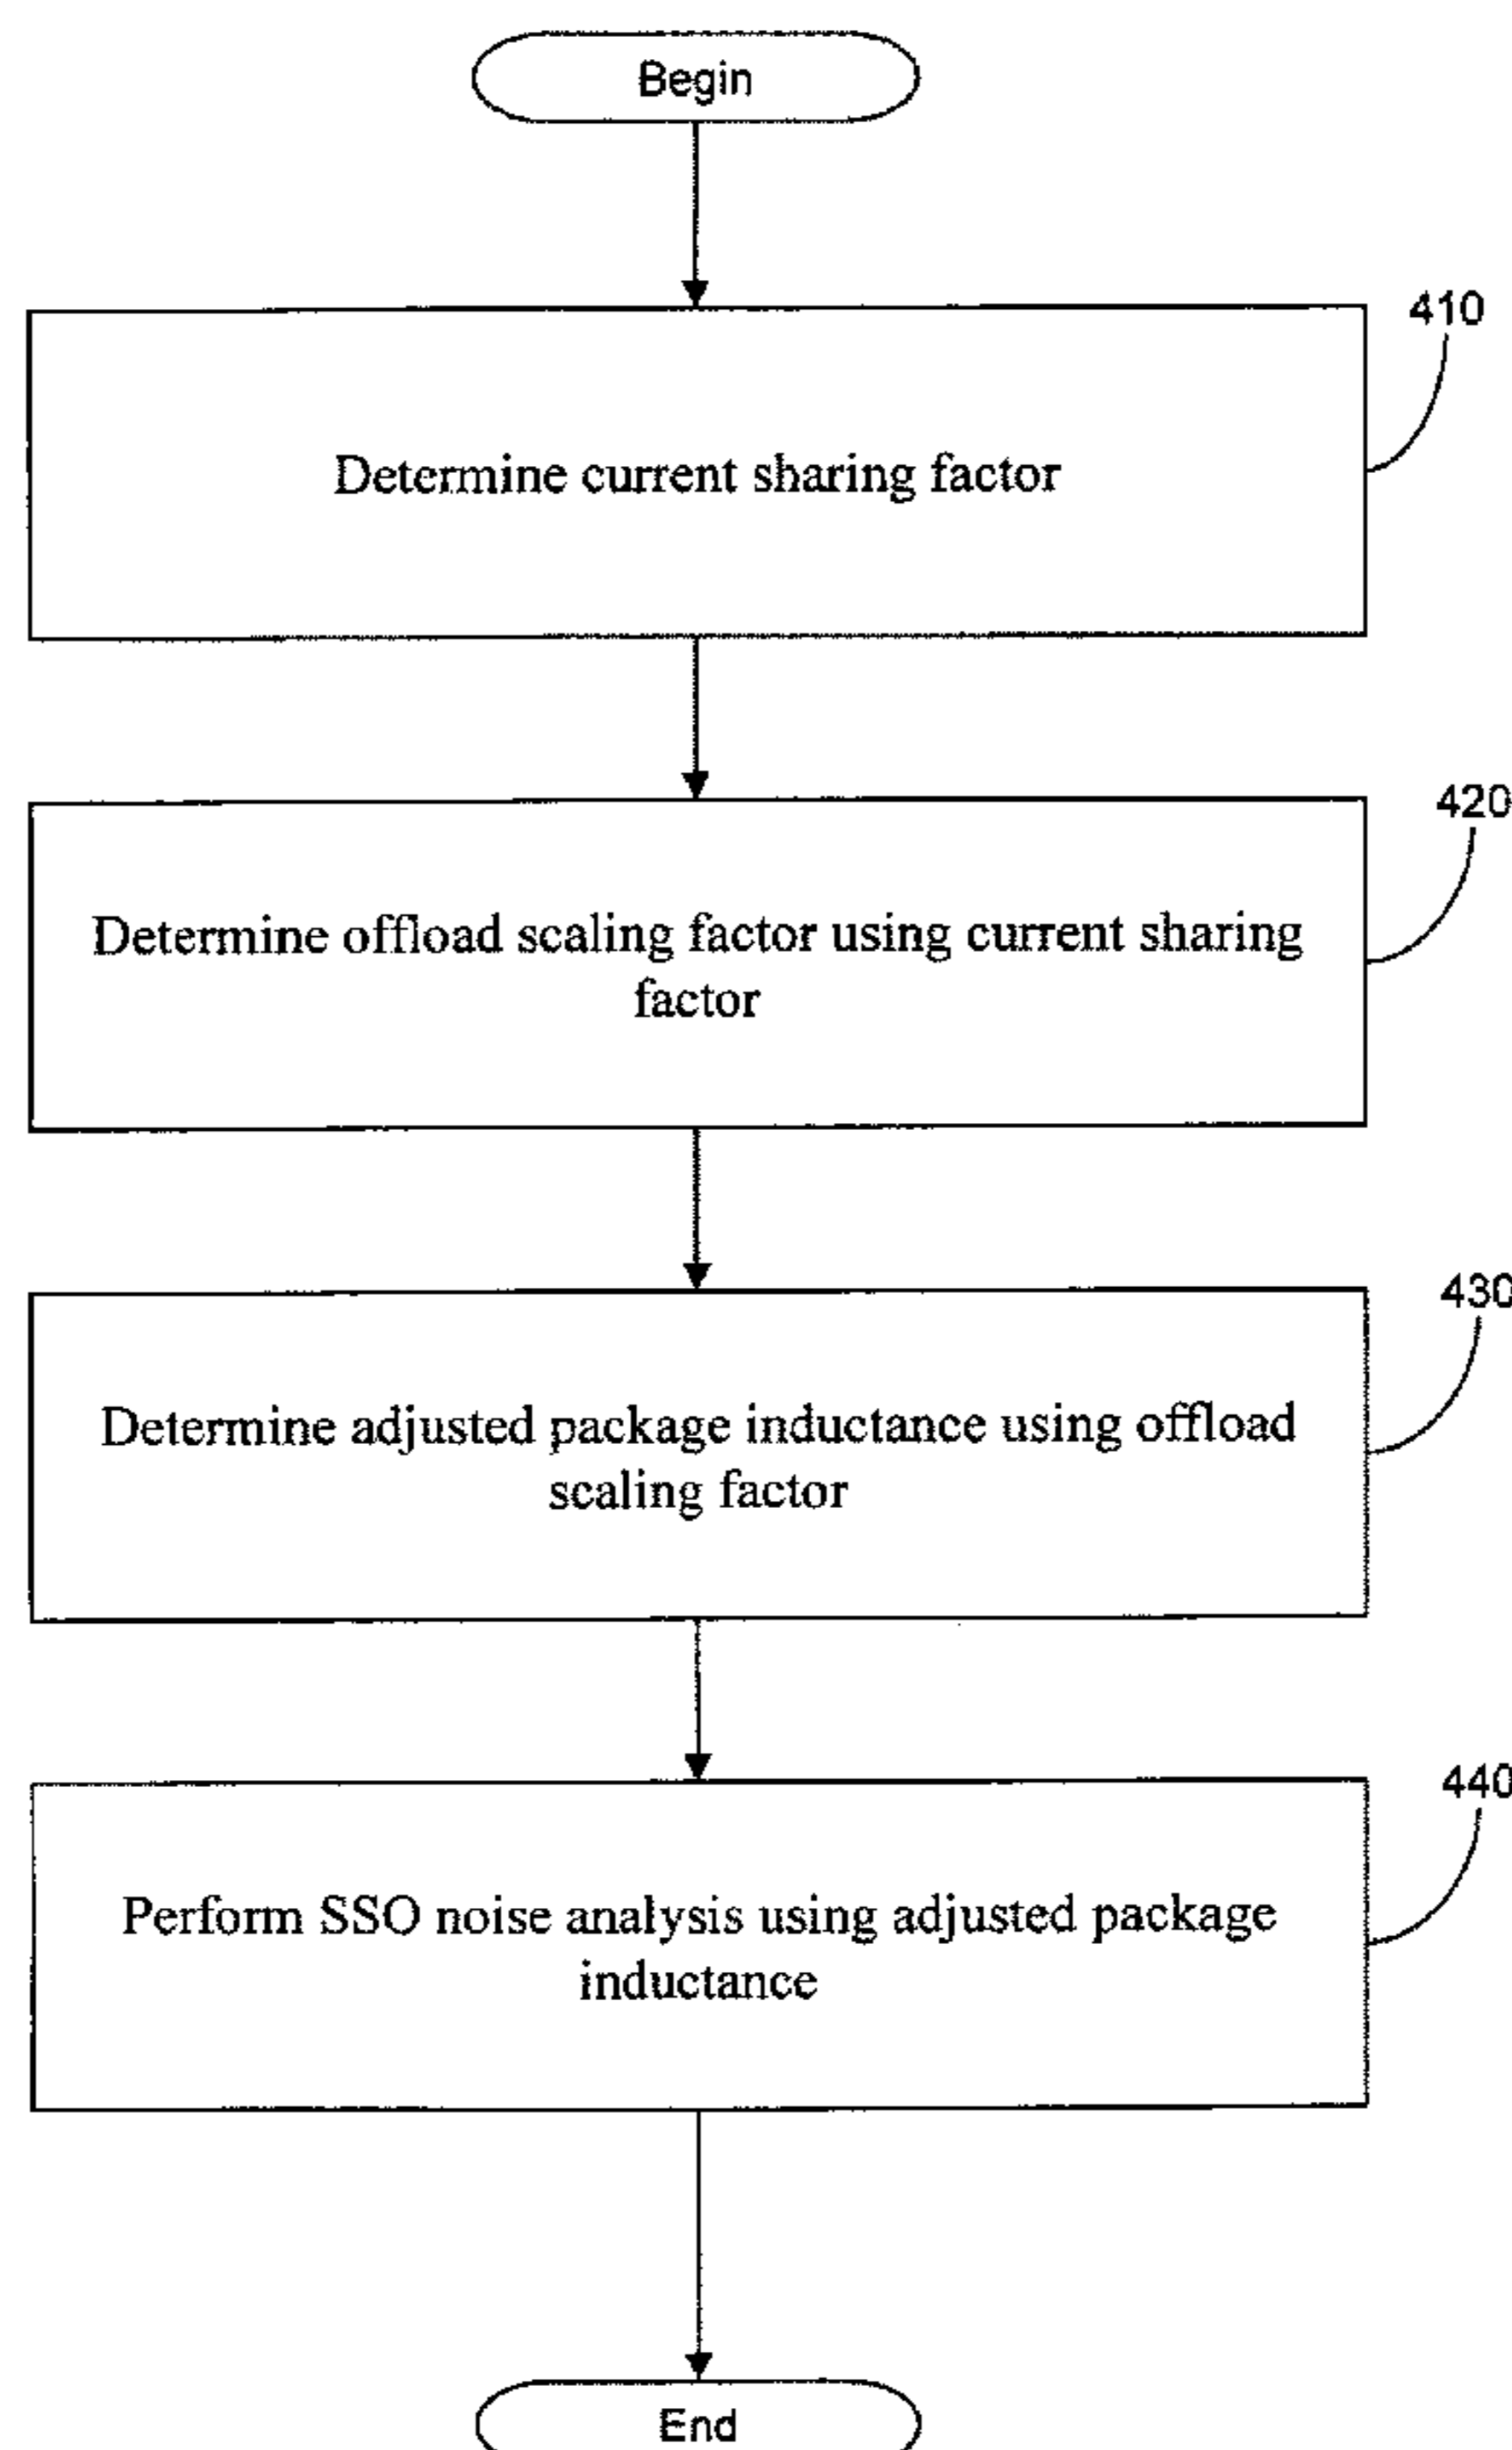 Begin
410
Determine current sharing factor
420
Determine offload scaling factor using current sharing
factor
430
Determine adjusted package inductance using offload
scaling factor
440
Perform SSO noise analysis using adjusted package
inductance
End